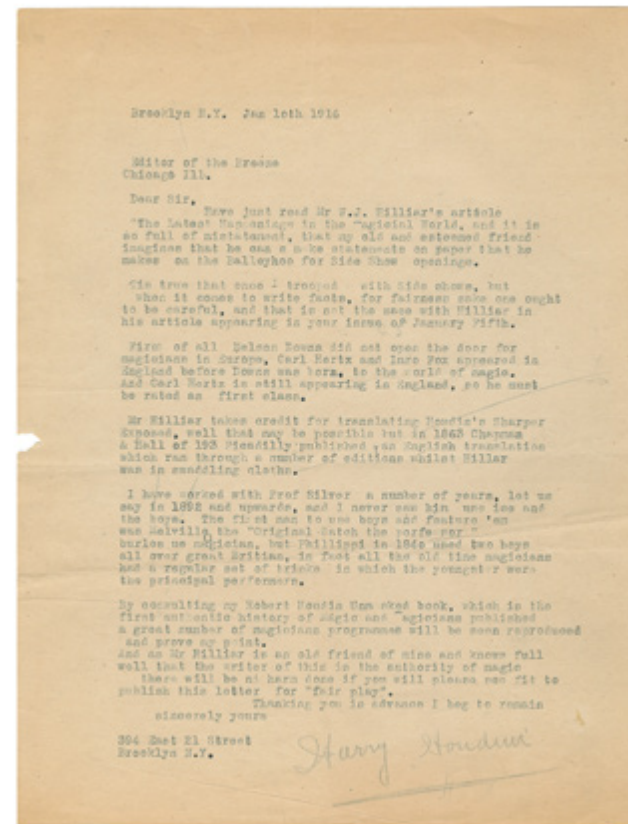 Brooklyn N.Y. Jan 10th 1916
Editor of the Breeze
Chicago Ill.
Dear Sir,
Have just read Mr W.J. Hilliar's article
"The Latest Happenings in the Magicial World, and it is
so full of mistatement, that my old and esteemed friend
imagines that he can make statements on paper that he
makes on the Balleyhoo for Side Show openings.
Tis true that once I trooped with Side shows, but
when it comes to write facts, for fairness sake one ought
to be careful, and that is not the case with Hilliar in
his article appearing in your issue of January Fifth.
First of all Nelson Downs did not open the door for
magicians in Europe, Carl Hertz and Imro Fox appeared in
England before Downs was born, to the world of magic.
And Carl Hertz is still appearing in England, so he must
be rated as first class.
Mr Hilliar takes credit for translating Houdin's Sharper
Exposed, well that may be possible but in 1863 Chapman
& Hall of 193 Picadilly published an English translation
which ran through a number of editions whilst Hillar
was in swaddling cloths.
I have worked with Prof Silver a number of years, let us
say in 1892 and upwards, and I never saw him use ice and
the boys. The first man to use boys and feature 'em
was Melville, the "Original Catch the performer"
burles us magician, but Phillippi in 1840 used two boys
all over great Britian, in fact all the old time magicians
had a regular set of tricks in which the youngster were
the principal performers.
By consulting my Robert Houdin Unm sked book, which is the
first authentic history of Magic and Magicians published
a great number of magicians programmes will be seen reproduced
and prove my point.
And as Mr Hilliar is an old friend of mine and knows full
well that the writer of this is the authority of magic
there will be no harm done if you will please see fit to
publish this letter for "fair play".
Thanking you in advance I beg to remain
sincerely yours
394 East 21 Street
Brooklyn N.Y.
Harry Houdini